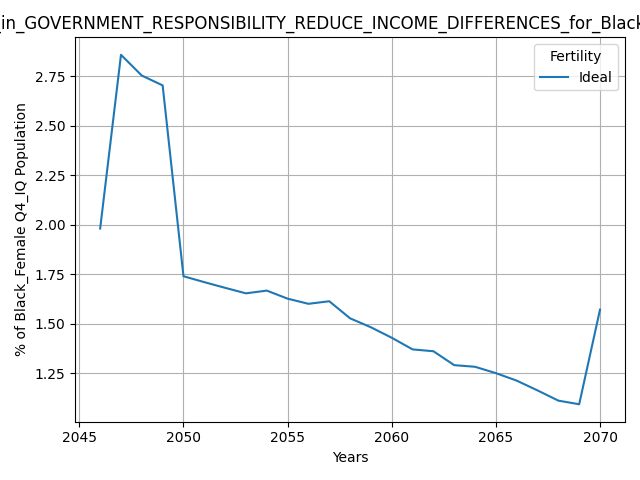 _in_GOVERNMENT_RESPONSIBILITY_REDUCE_INCOME_DIFFERENCES_for_Black
Fertility
Ideal
2.75
2.50
2.25
2.00
1.75
1.50
1.25
% of Black_Female Q4_IQ Population
2045 2050 2055 2060 2065 2070
Years